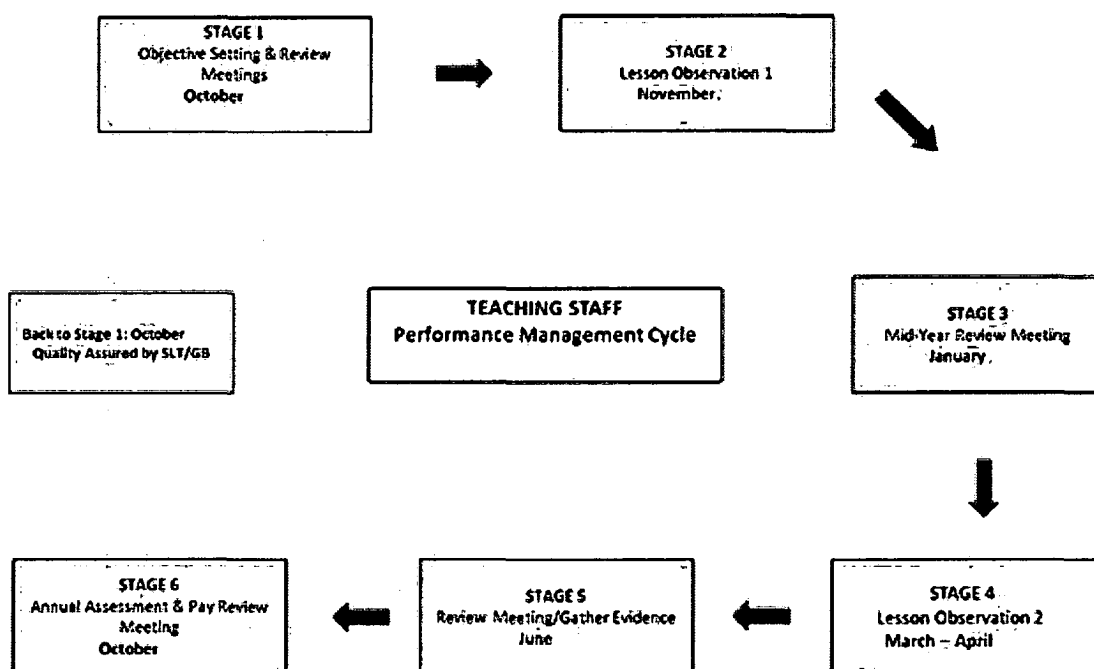 STAGE 1
Objective Setting & Review
Meetings
October
STAGE 2
Lesson Observation 1
November,
TEACHING STAFF
Performance Management Cycle
STAGE 3
Mid-Year Review Meeting
January,
STAGE 4
Lesson Observation 2
March – April
STAGE 5
Review Meeting/Gather Evidence
June
STAGE 6
Annual Assessment & Pay Review
Meeting
October
Back to Stage 1: October
Quality Assured by SLT/GB